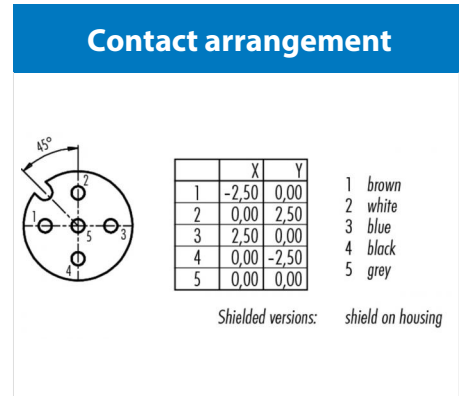 Contact arrangement
45°
2
1
5
3
4
X Y
1 -2,50 0,00
2 0,00 2,50
3 2,50 0,00
4 0,00 -2,50
5 0,00 0,00
1 brown
2 white
3 blue
4 black
5 grey
Shielded versions: shield on housing